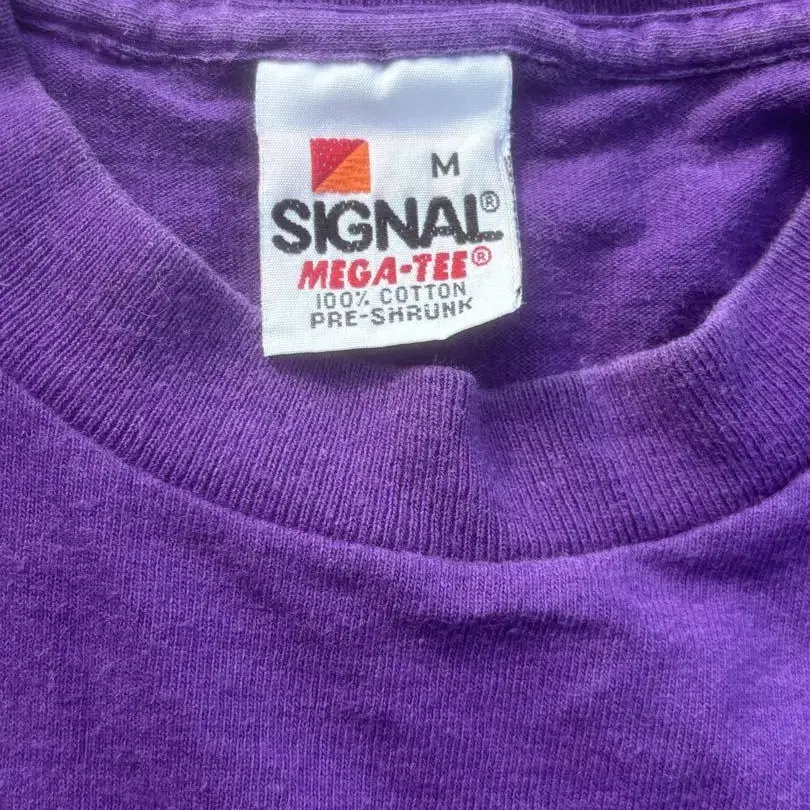 M
SIGNAL®
MEGA-TEE®
100% COTTON
PRE-SHRUNK